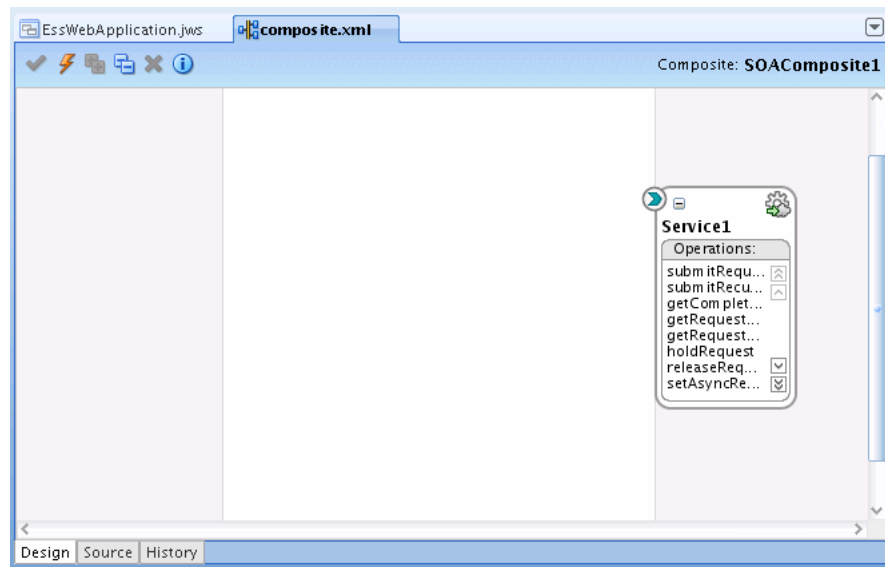 EssWebApplication.jws composite.xml
Composite: SOAComposite1
Service1
Operations:
submitRequ...
submitRecu...
getComplet...
getRequest...
getRequest...
holdRequest
releaseReq...
setAsyncRe...
Design Source History